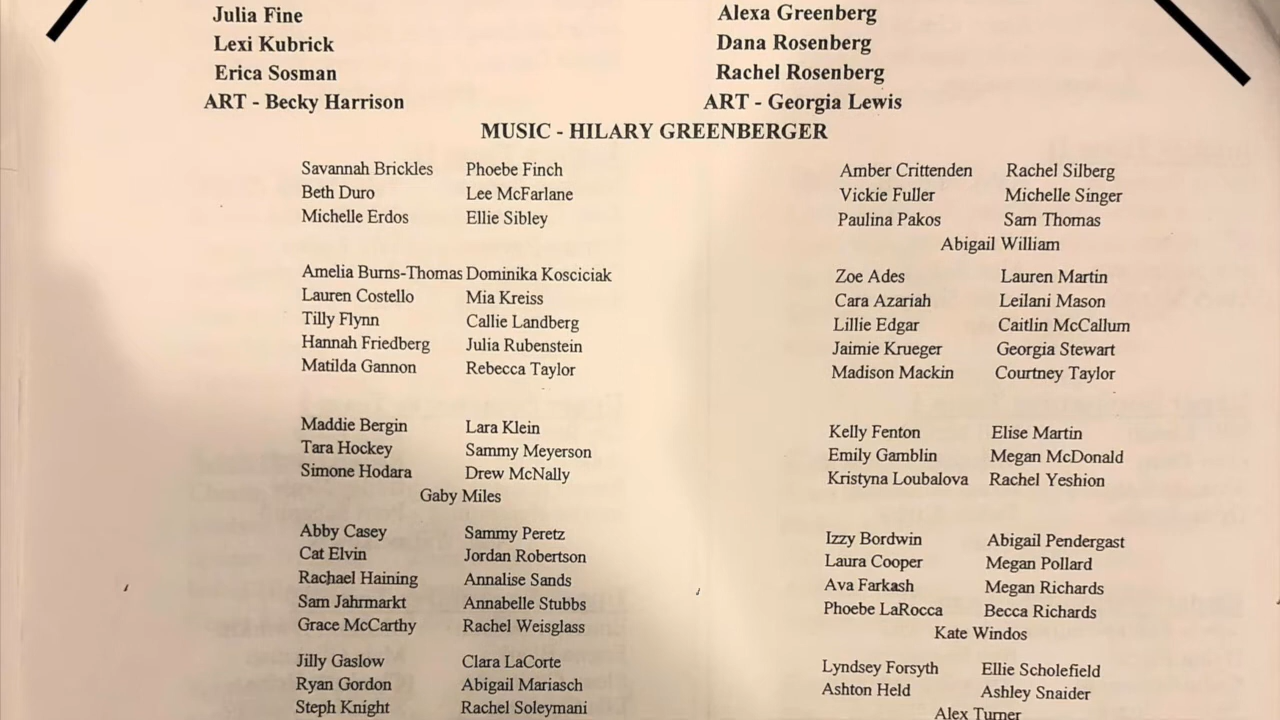 Julia Fine
Lexi Kubrick
Erica Sosman
ART - Becky Harrison
Alexa Greenberg
Dana Rosenberg
Rachel Rosenberg
ART - Georgia Lewis
MUSIC - HILARY GREENBERGER
Savannah Brickles Phoebe Finch
Beth Duro Lee McFarlane
Michelle Erdos Ellie Sibley
Amelia Burns-Thomas Dominika Kosciciak
Lauren Costello Mia Kreiss
Tilly Flynn Callie Landberg
Hannah Friedberg Julia Rubenstein
Matilda Gannon Rebecca Taylor
Maddie Bergin Lara Klein
Tara Hockey Sammy Meyerson
Simone Hodara Drew McNally
Gaby Miles
Abby Casey Sammy Peretz
Cat Elvin Jordan Robertson
Rachael Haining Annalise Sands
Sam Jahrmarkt Annabelle Stubbs
Grace McCarthy Rachel Weisglass
Jilly Gaslow Clara LaCorte
Ryan Gordon Abigail Mariasch
Steph Knight Rachel Soleymani
Amber Crittenden Rachel Silberg
Vickie Fuller Michelle Singer
Paulina Pakos Sam Thomas
Abigail William
Zoe Ades Lauren Martin
Cara Azariah Leilani Mason
Lillie Edgar Caitlin McCallum
Jaimie Krueger Georgia Stewart
Madison Mackin Courtney Taylor
Kelly Fenton Elise Martin
Emily Gamblin Megan McDonald
Kristyna Loubalova Rachel Yeshion
Izzy Bordwin Abigail Pendergast
Laura Cooper Megan Pollard
Ava Farkash Megan Richards
Phoebe LaRocca Becca Richards
Kate Windos
Lyndsey Forsyth Ellie Scholefield
Ashton Held Ashley Snaider
Alex Turner